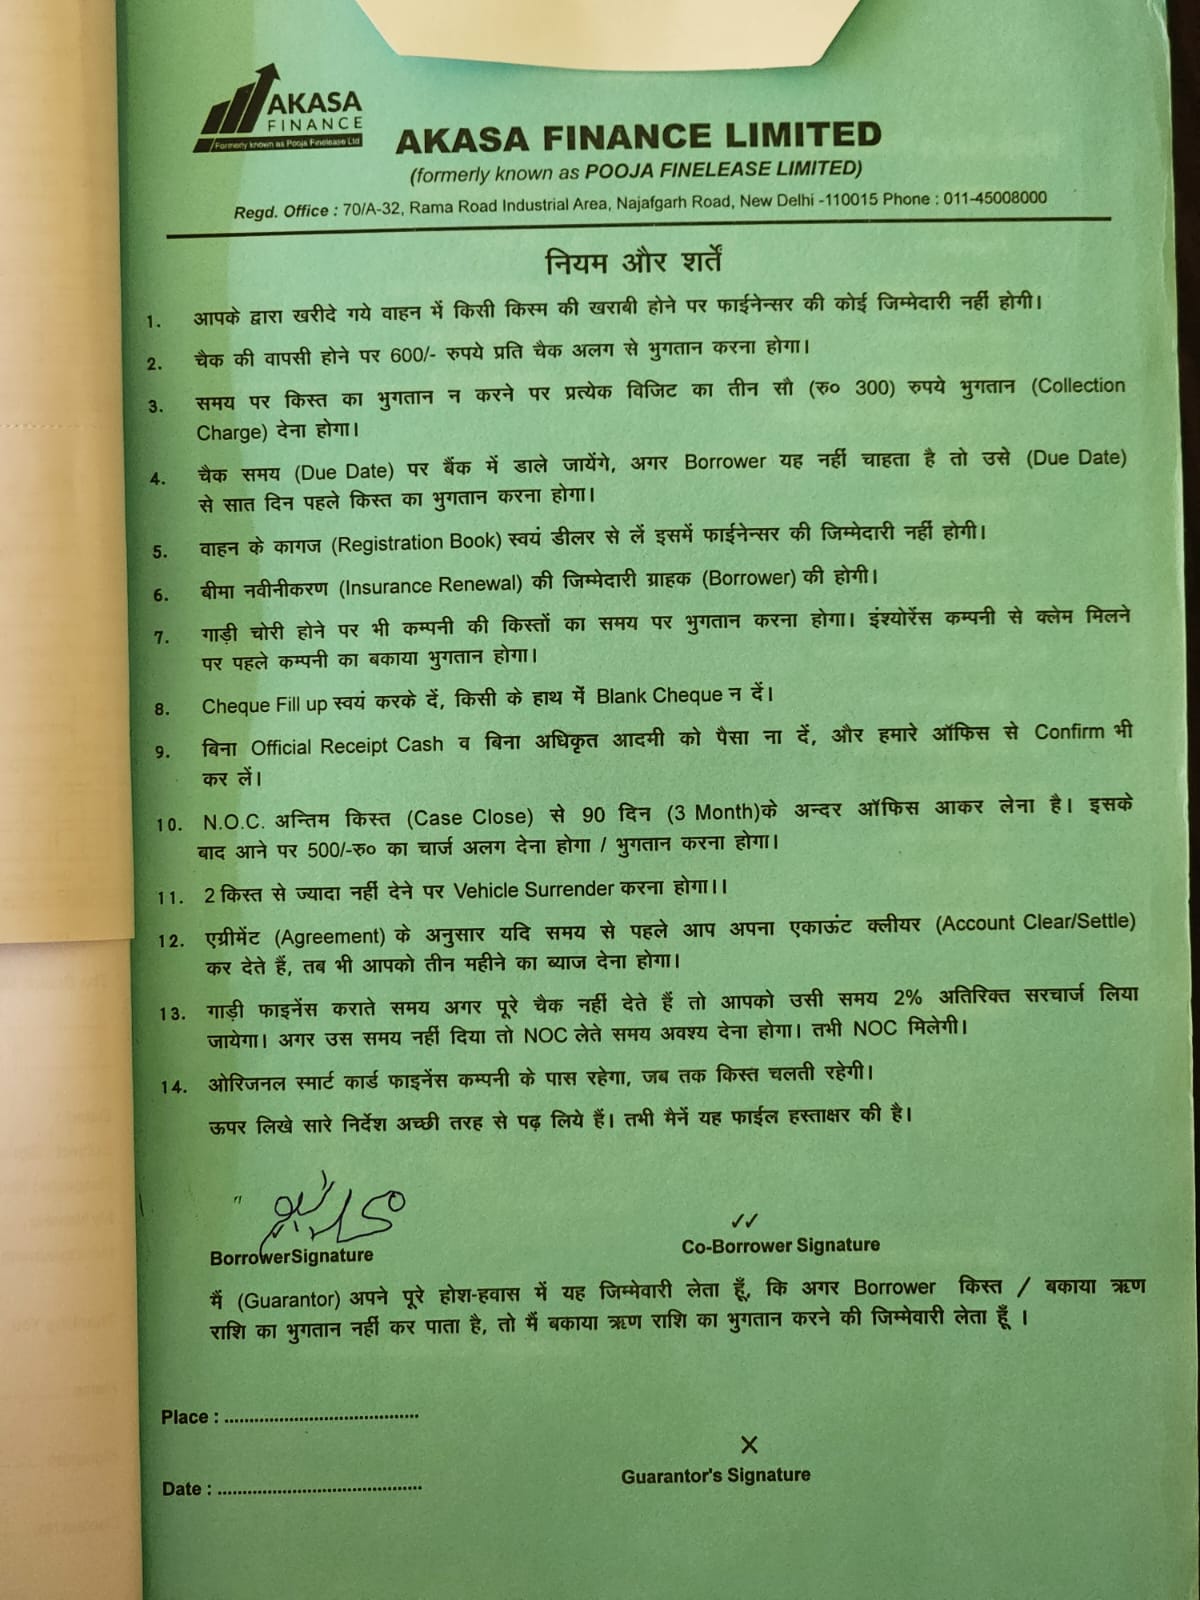 AKASA
FINANCE
Formerly known as Pooja Finelease Ltd
AKASA FINANCE LIMITED
(formerly known as POOJA FINELEASE LIMITED)
Regd. Office : 70/A-32, Rama Road Industrial Area, Najafgarh Road, New Delhi -110015 Phone : 011-45008000
नियम और शर्तें
1. आपके द्वारा खरीदे गये वाहन में किसी किस्म की खराबी होने पर फाईनेन्सर की कोई जिम्मेदारी नहीं होगी।
2. चैक की वापसी होने पर 600/- रुपये प्रति चैक अलग से भुगतान करना होगा।
3. समय पर किस्त का भुगतान न करने पर प्रत्येक विजिट का तीन सौ (रु० 300) रुपये भुगतान (Collection
Charge) देना होगा।
4. चैक समय (Due Date) पर बैंक में डाले जायेंगे, अगर Borrower यह नहीं चाहता है तो उसे (Due Date)
से सात दिन पहले किस्त का भुगतान करना होगा।
5. वाहन के कागज (Registration Book) स्वयं डीलर से लें इसमें फाईनेन्सर की जिम्मेदारी नहीं होगी।
6. बीमा नवीनीकरण (Insurance Renewal) की जिम्मेदारी ग्राहक (Borrower) की होगी।
7. गाड़ी चोरी होने पर भी कम्पनी की किस्तों का समय पर भुगतान करना होगा। इंश्योरेंस कम्पनी से क्लेम मिलने
पर पहले कम्पनी का बकाया भुगतान होगा।
8. Cheque Fill up स्वयं करके दें, किसी के हाथ में Blank Cheque न दें।
9. बिना Official Receipt Cash व बिना अधिकृत आदमी को पैसा ना दें, और हमारे ऑफिस से Confirm भी
कर लें।
10. N.O.C. अन्तिम किस्त (Case Close) से 90 दिन (3 Month)के अन्दर ऑफिस आकर लेना है। इसके
बाद आने पर 500/-रु० का चार्ज अलग देना होगा / भुगतान करना होगा।
11. 2 किस्त से ज्यादा नहीं देने पर Vehicle Surrender करना होगा।।
12. एग्रीमेंट (Agreement) के अनुसार यदि समय से पहले आप अपना एकाऊंट क्लीयर (Account Clear/Settle)
कर देते हैं, तब भी आपको तीन महीने का ब्याज देना होगा।
13. गाड़ी फाइनेंस कराते समय अगर पूरे चैक नहीं देते हैं तो आपको उसी समय 2% अतिरिक्त सरचार्ज लिया
जायेगा। अगर उस समय नहीं दिया तो NOC लेते समय अवश्य देना होगा। तभी NOC मिलेगी।
14. ओरिजनल स्मार्ट कार्ड फाइनेंस कम्पनी के पास रहेगा, जब तक किस्त चलती रहेगी।
ऊपर लिखे सारे निर्देश अच्छी तरह से पढ़ लिये हैं। तभी मैनें यह फाईल हस्ताक्षर की है।
BorrowerSignature
Co-Borrower Signature
मैं (Guarantor) अपने पूरे होश-हवास में यह जिम्मेवारी लेता हूँ, कि अगर Borrower किस्त / बकाया ऋण
राशि का भुगतान नहीं कर पाता है, तो मैं बकाया ऋण राशि का भुगतान करने की जिम्मेवारी लेता हूँ ।
Place : ........................................
X
Date : ..........................................
Guarantor's Signature